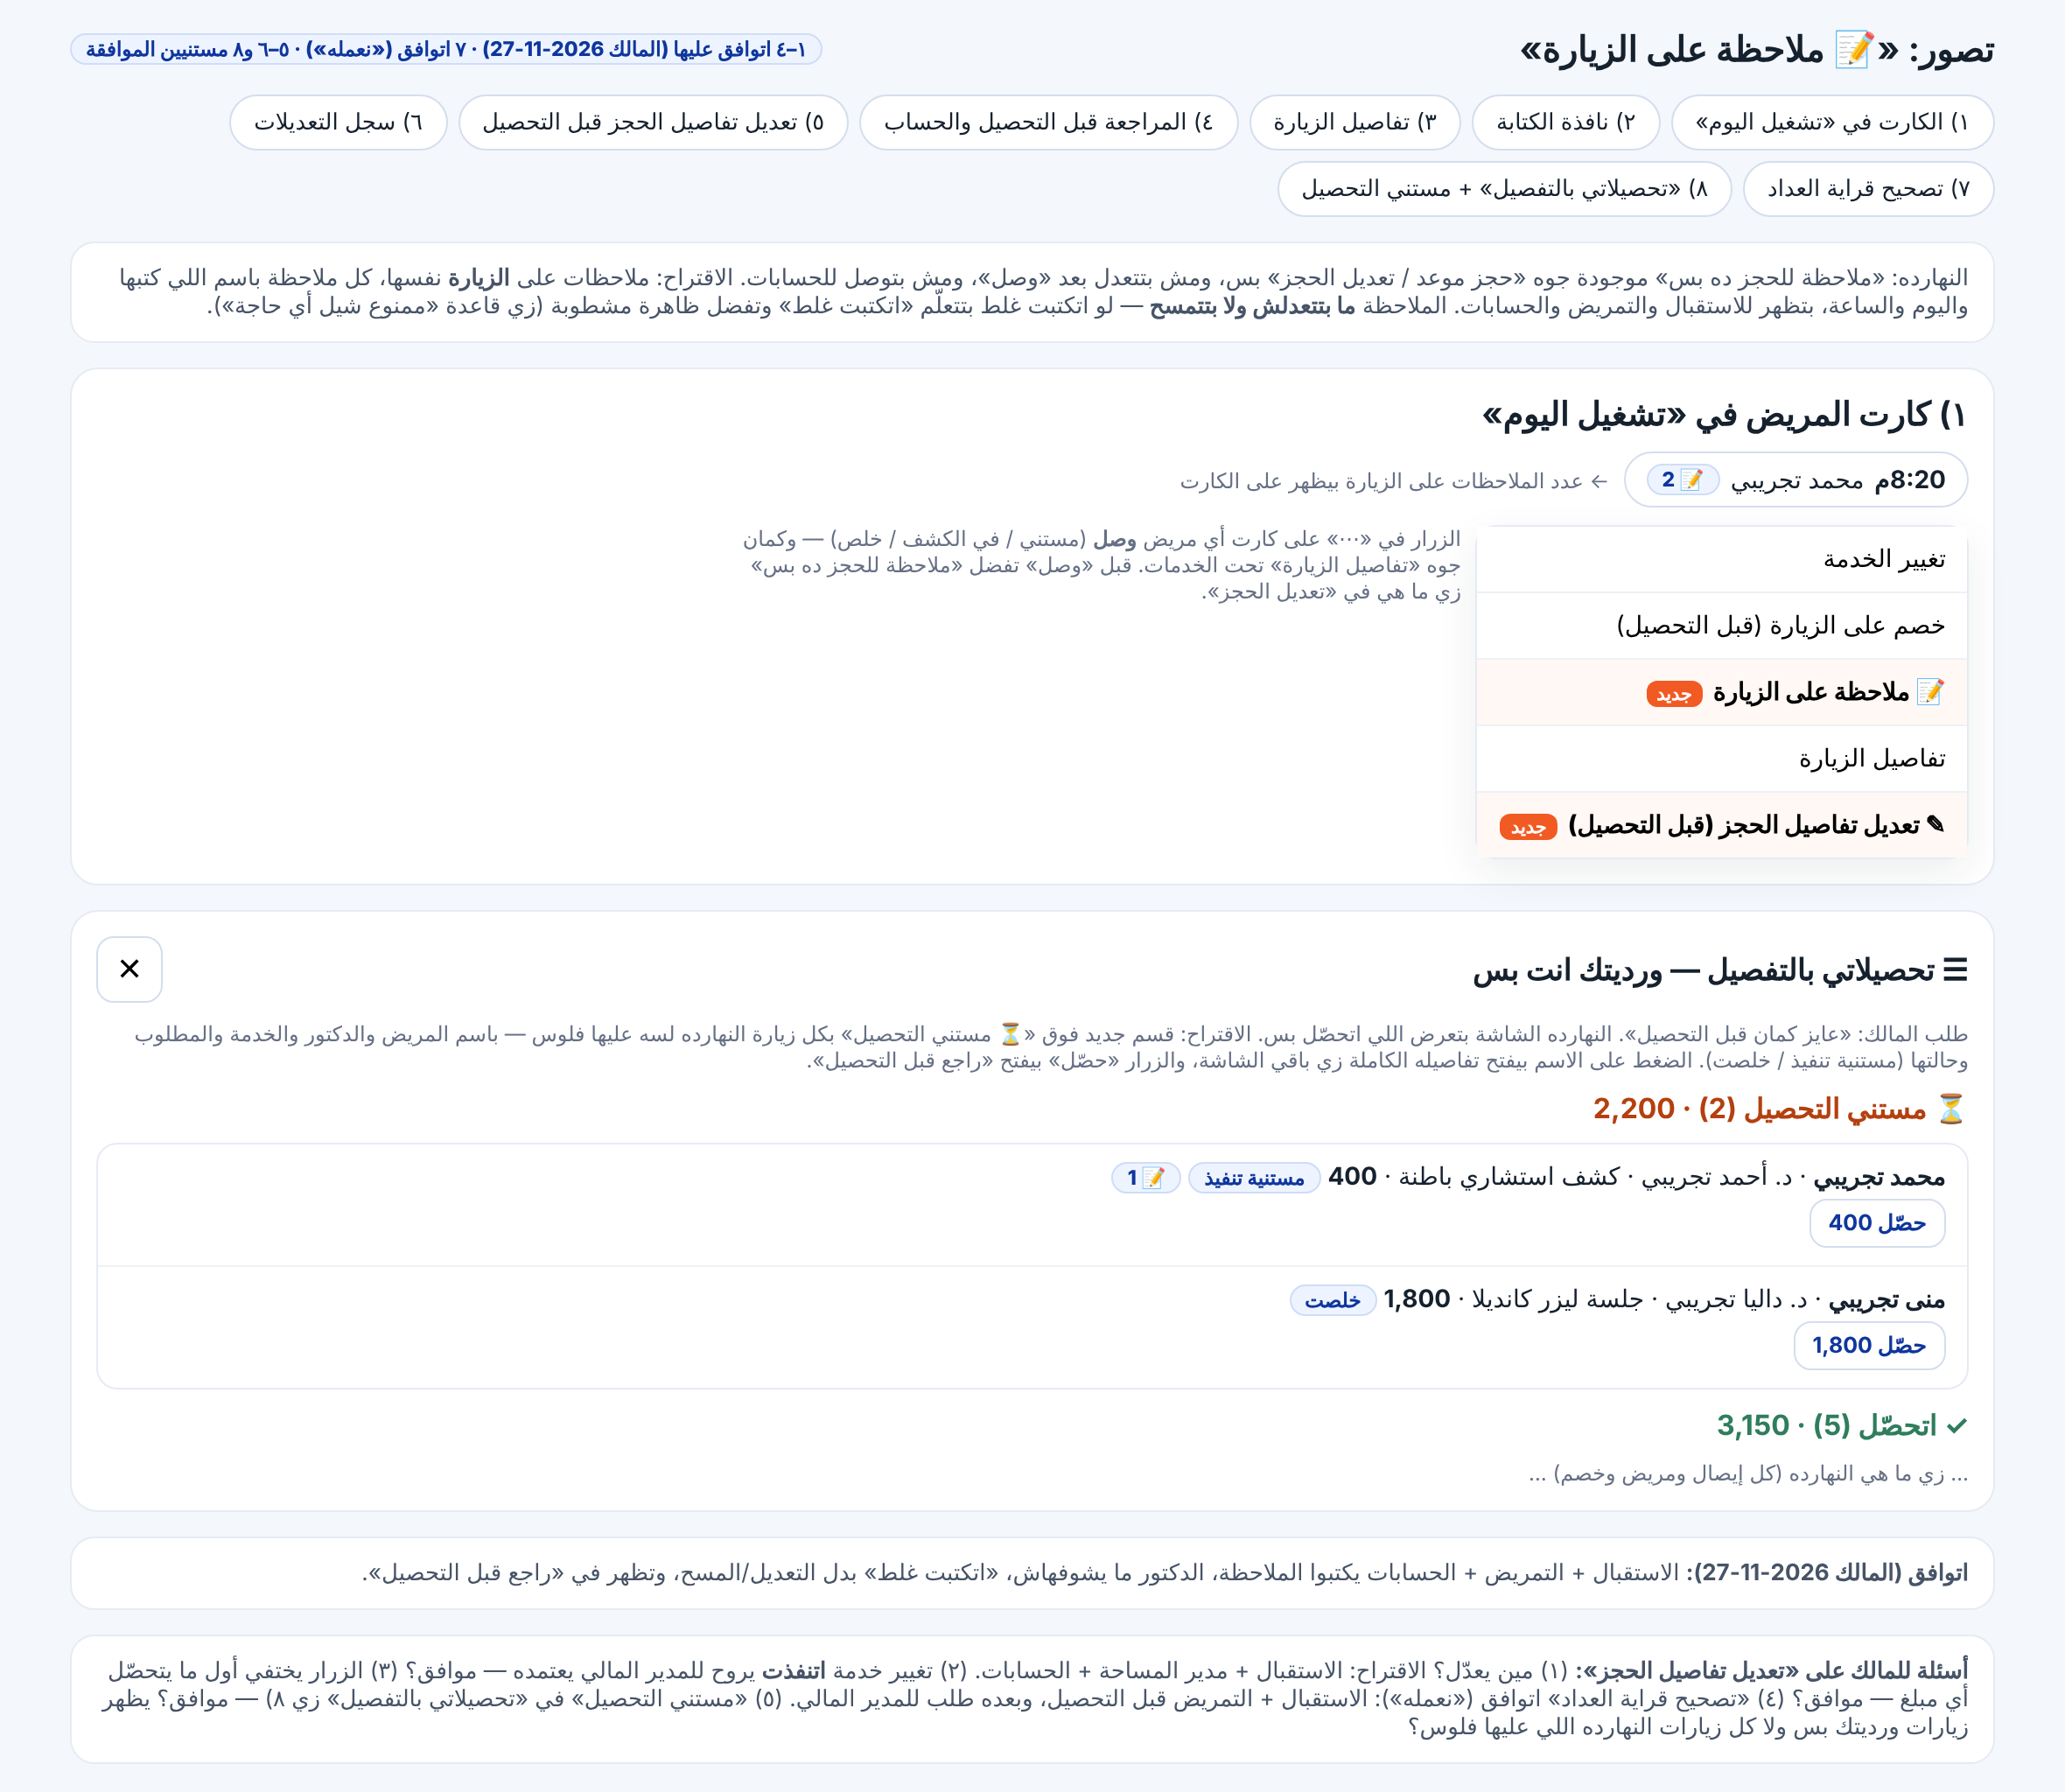 تصور: «📝 ملاحظة على الزيارة»
١–٤ اتوافق عليها (المالك 2026-11-27) · ٧ اتوافق («نعمله») · ٥–٦ و٨ مستنيين الموافقة
١) الكارت في «تشغيل اليوم»
٢) نافذة الكتابة
٣) تفاصيل الزيارة
٤) المراجعة قبل التحصيل والحساب
٥) تعديل تفاصيل الحجز قبل التحصيل
٦) سجل التعديلات
٧) تصحيح قراية العداد
٨) «تحصيلاتي بالتفصيل» + مستني التحصيل
النهارده: «ملاحظة للحجز ده بس» موجودة جوه «حجز موعد / تعديل الحجز» بس، ومش بتتعدل بعد «وصل»، ومش بتوصل للحسابات. الاقتراح: ملاحظات على الزيارة نفسها، كل ملاحظة باسم اللي كتبها
واليوم والساعة، بتظهر للاستقبال والتمريض والحسابات. الملاحظة ما بتتعدلش ولا بتتمسح — لو اتكتبت غلط بتتعلّم «اتكتبت غلط» وتفضل ظاهرة مشطوبة (زي قاعدة «ممنوع شيل أي حاجة»).
١) كارت المريض في «تشغيل اليوم»
8:20م محمد تجريبي 📝 2
← عدد الملاحظات على الزيارة بيظهر على الكارت
تغيير الخدمة
خصم على الزيارة (قبل التحصيل)
📝 ملاحظة على الزيارة جديد
تفاصيل الزيارة
✎ تعديل تفاصيل الحجز (قبل التحصيل) جديد
الزرار في «⋯» على كارت أي مريض وصل (مستني / في الكشف / خلص) — وكمان
جوه «تفاصيل الزيارة» تحت الخدمات. قبل «وصل» تفضل «ملاحظة للحجز ده بس»
زي ما هي في «تعديل الحجز».
☰ تحصيلاتي بالتفصيل — ورديتك انت بس
✕
طلب المالك: «عايز كمان قبل التحصيل». النهارده الشاشة بتعرض اللي اتحصّل بس. الاقتراح: قسم جديد فوق «⏳ مستني التحصيل» بكل زيارة النهارده لسه عليها فلوس — باسم المريض والدكتور والخدمة والمطلوب
وحالتها (مستنية تنفيذ / خلصت). الضغط على الاسم بيفتح تفاصيله الكاملة زي باقي الشاشة، والزرار «حصّل» بيفتح «راجع قبل التحصيل».
⏳ مستني التحصيل (2) · 2,200
محمد تجريبي · د. أحمد تجريبي · كشف استشاري باطنة · 400 مستنية تنفيذ 📝 1
حصّل 400
منى تجريبي · د. داليا تجريبي · جلسة ليزر كانديلا · 1,800 خلصت
حصّل 1,800
✓ اتحصّل (5) · 3,150
... زي ما هي النهارده (كل إيصال ومريض وخصم) ...
اتوافق (المالك 2026-11-27): الاستقبال + التمريض + الحسابات يكتبوا الملاحظة، الدكتور ما يشوفهاش، «اتكتبت غلط» بدل التعديل/المسح، وتظهر في «راجع قبل التحصيل».
أسئلة للمالك على «تعديل تفاصيل الحجز»: (١) مين يعدّل؟ الاقتراح: الاستقبال + مدير المساحة + الحسابات. (٢) تغيير خدمة اتنفذت يروح للمدير المالي يعتمده — موافق؟ (٣) الزرار يختفي أول ما يتحصّل
أي مبلغ — موافق؟ (٤) «تصحيح قراية العداد» اتوافق («نعمله»): الاستقبال + التمريض قبل التحصيل، وبعده طلب للمدير المالي. (٥) «مستني التحصيل» في «تحصيلاتي بالتفصيل» زي ٨) — موافق؟ يظهر
زيارات ورديتك بس ولا كل زيارات النهارده اللي عليها فلوس؟